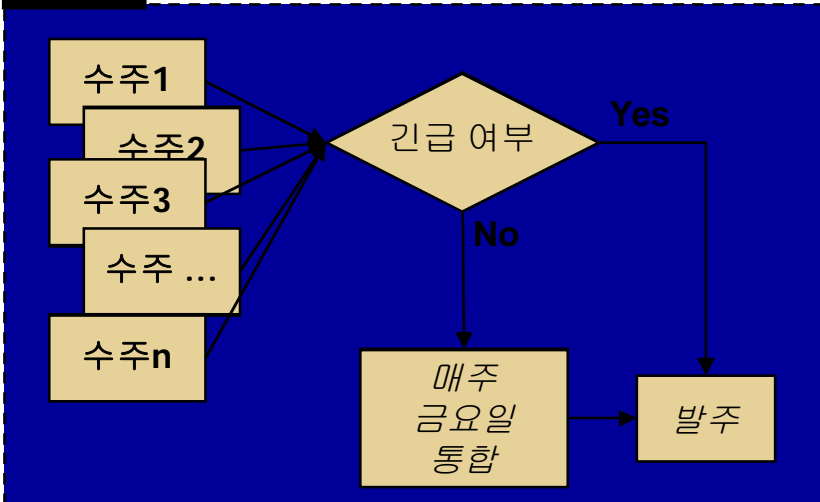 수주1
수주2
수주3
수주 ...
수주n
긴급 여부
Yes
No
매주
금요일
통합
발주